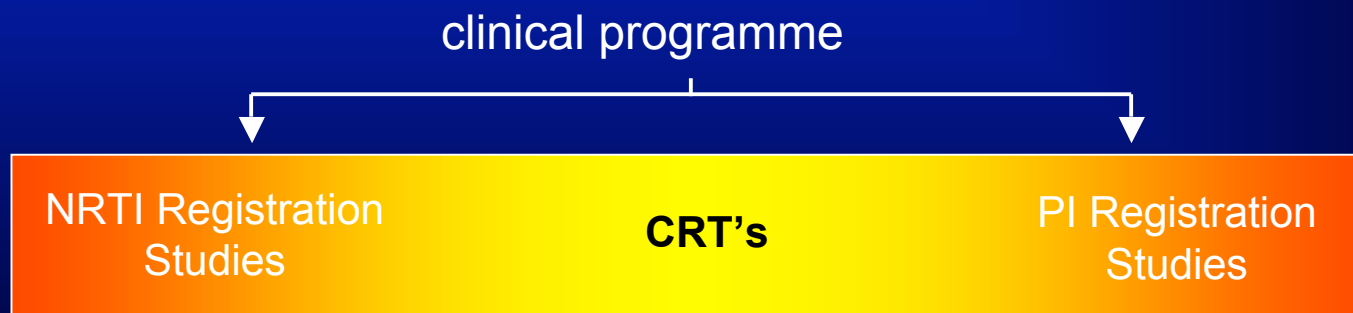 clinical programme
NRTI Registration
Studies
CRT’s
PI Registration
Studies